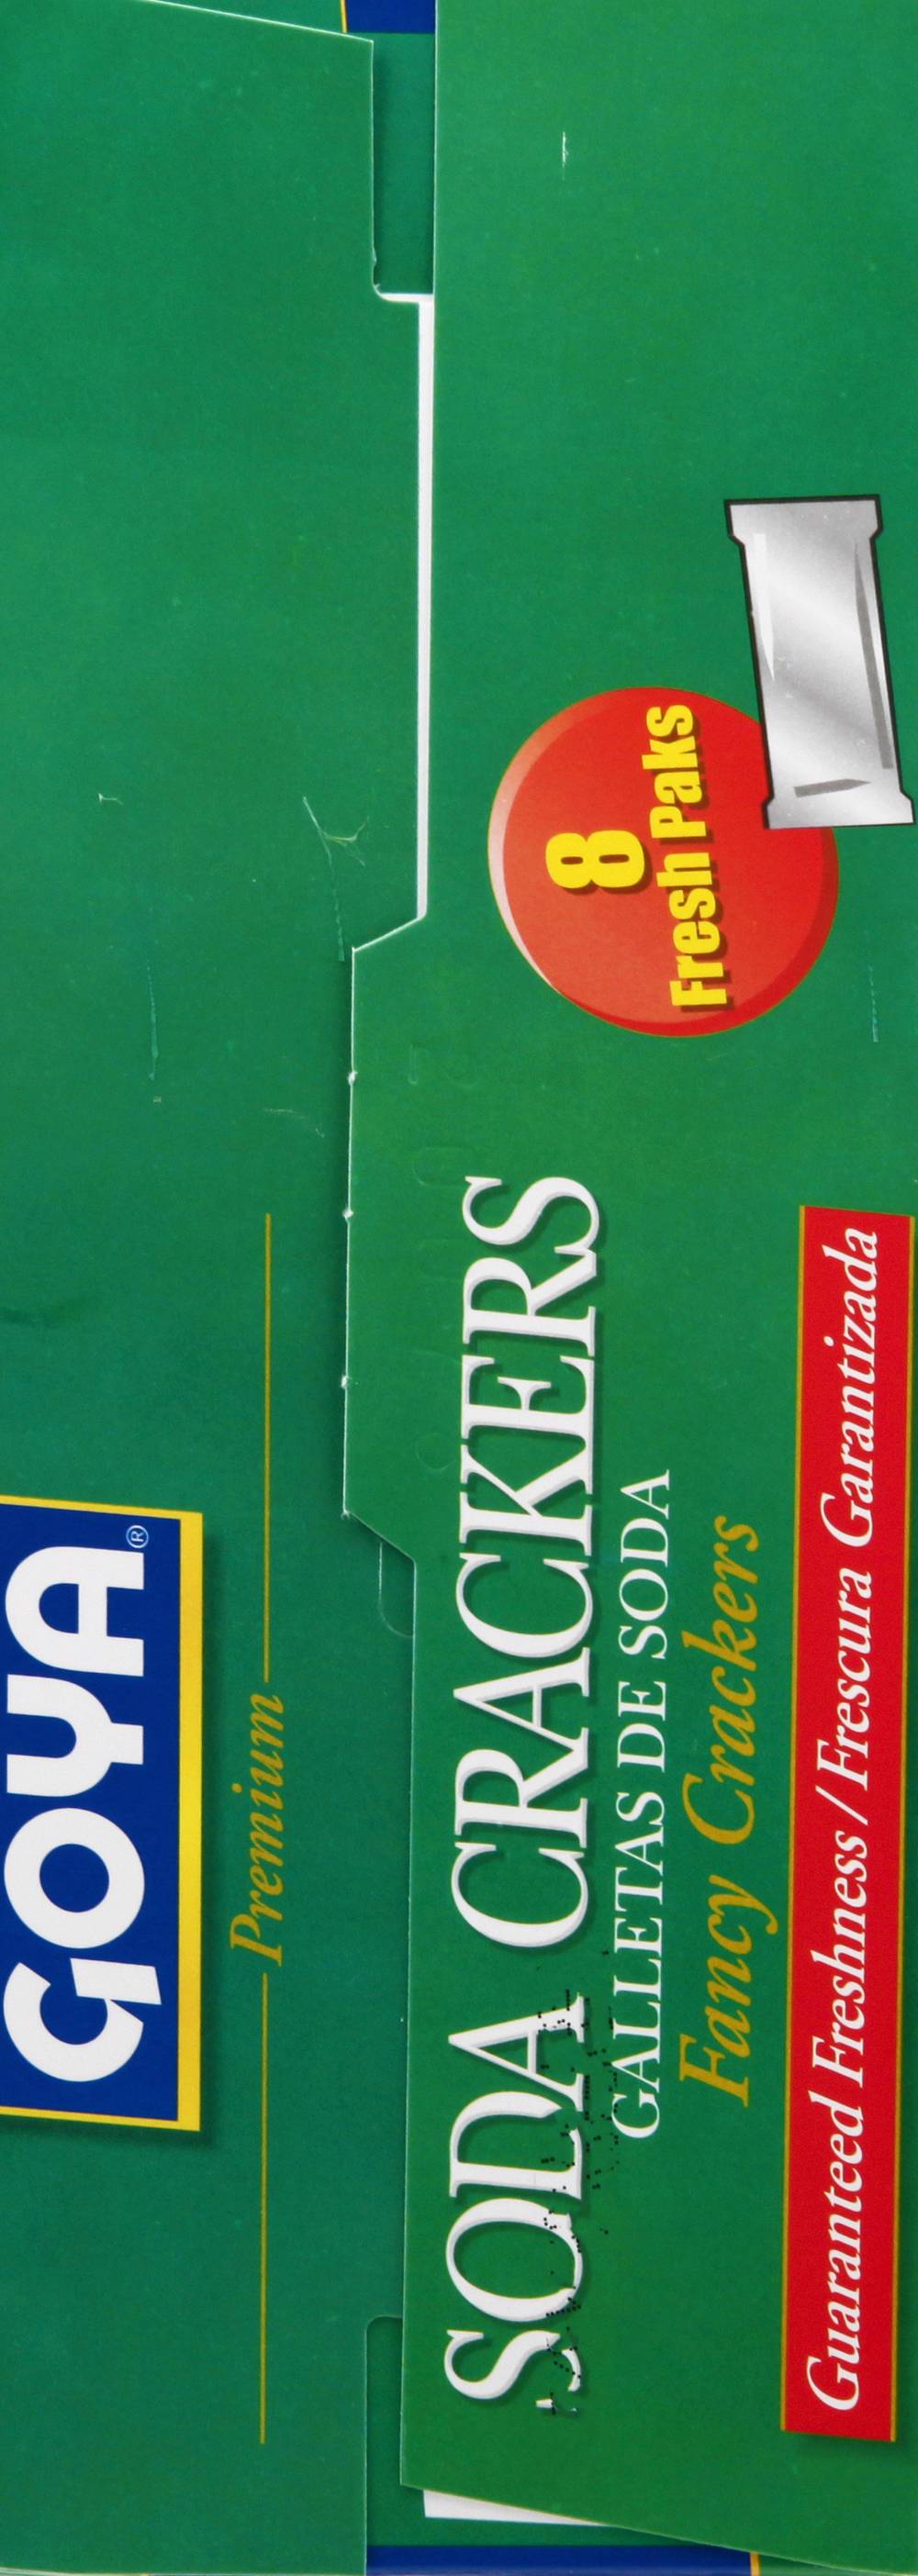 GOYA®
Premium
SODA CRACKERS
GALLETAS DE SODA
Fancy Crackers
Guaranteed Freshness / Frescura Garantizada
8
Fresh Paks